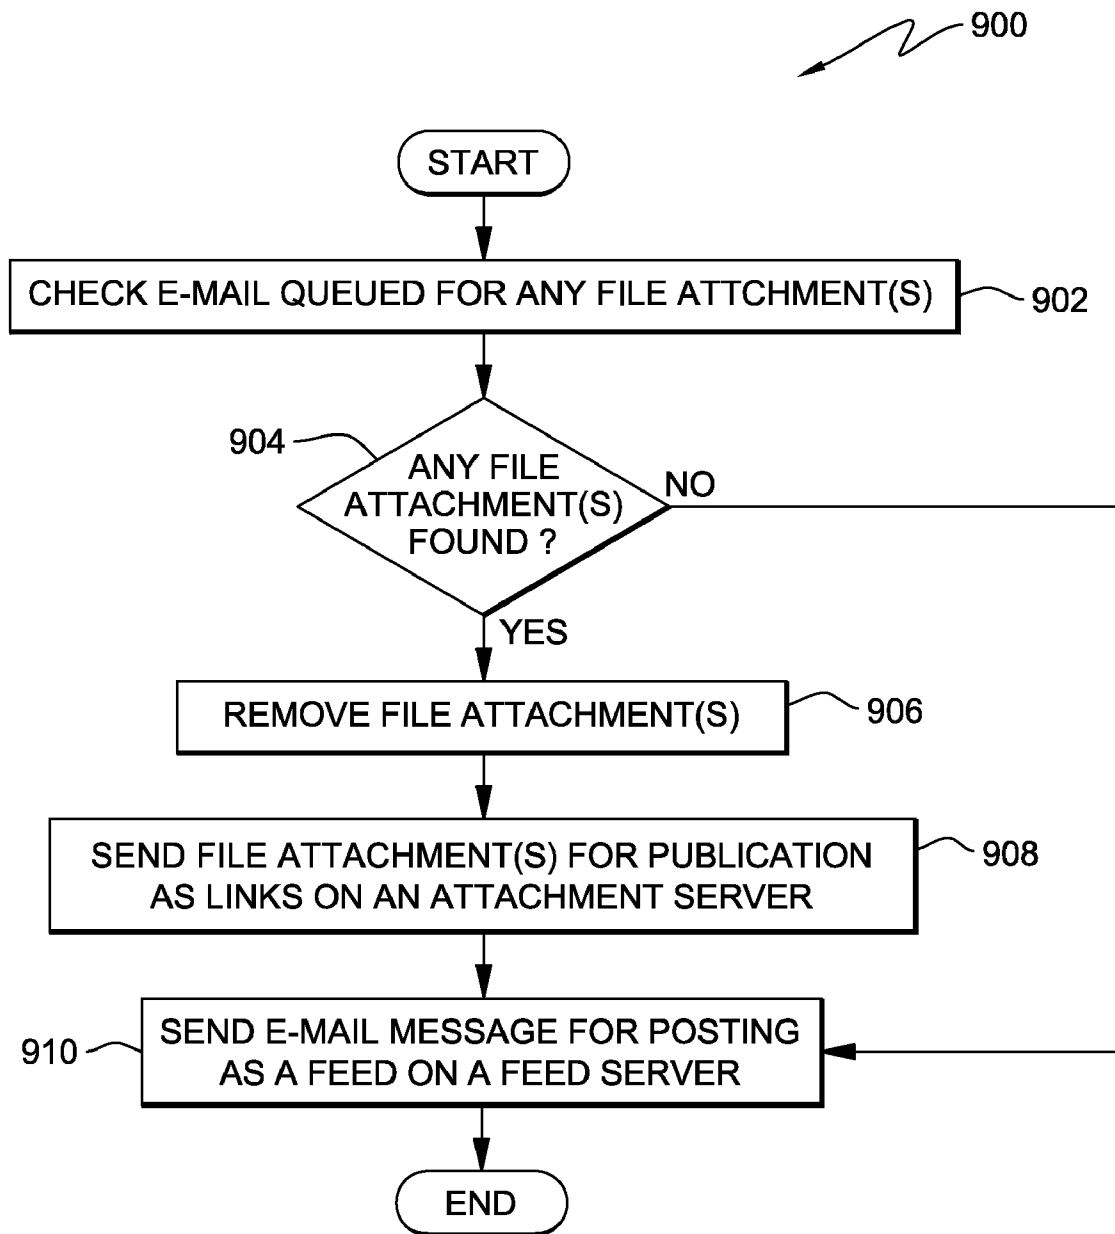 900
START
CHECK E-MAIL QUEUED FOR ANY FILE ATTCHMENT(S)
902
904
ANY FILE
ATTACHMENT(S)
FOUND ?
NO
YES
REMOVE FILE ATTACHMENT(S)
906
SEND FILE ATTACHMENT(S) FOR PUBLICATION
AS LINKS ON AN ATTACHMENT SERVER
908
SEND E-MAIL MESSAGE FOR POSTING
AS A FEED ON A FEED SERVER
910
END